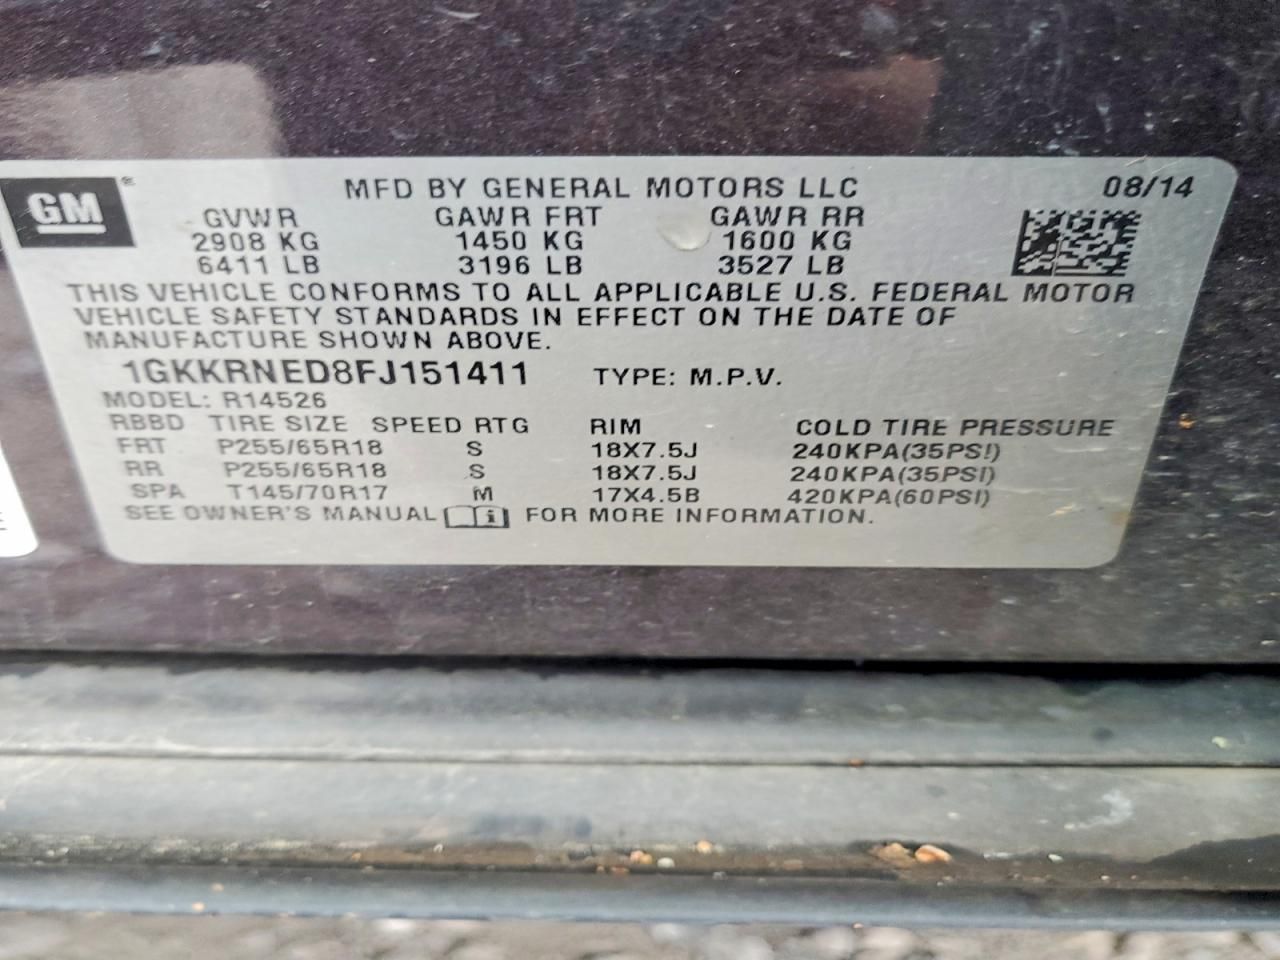 GM®
MFD BY GENERAL MOTORS LLC 08/14
GVWR GAWR FRT GAWR RR
2908 KG 1450 KG 1600 KG
6411 LB 3196 LB 3527 LB
THIS VEHICLE CONFORMS TO ALL APPLICABLE U.S. FEDERAL MOTOR
VEHICLE SAFETY STANDARDS IN EFFECT ON THE DATE OF
MANUFACTURE SHOWN ABOVE.
1GKKRNED8FJ151411 TYPE: M.P.V.
MODEL: R14526
RBBD TIRE SIZE SPEED RTG RIM COLD TIRE PRESSURE
FRT P255/65R18 S 18X7.5J 240KPA(35PSI)
RR P255/65R18 S 18X7.5J 240KPA(35PSI)
SPA T145/70R17 M 17X4.5B 420KPA(60PSI)
SEE OWNER'S MANUAL i FOR MORE INFORMATION.
E